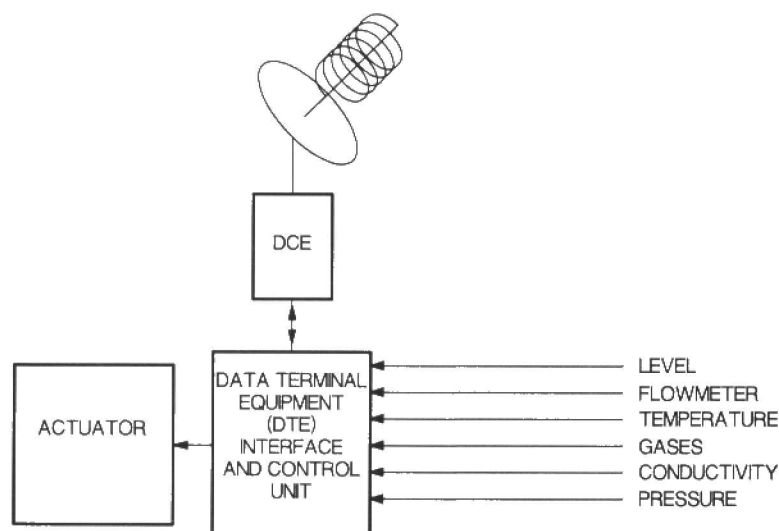 DCE
ACTUATOR
DATA TERMINAL
EQUIPMENT
(DTE)
INTERFACE
AND CONTROL
UNIT
LEVEL
FLOWMETER
TEMPERATURE
GASES
CONDUCTIVITY
PRESSURE